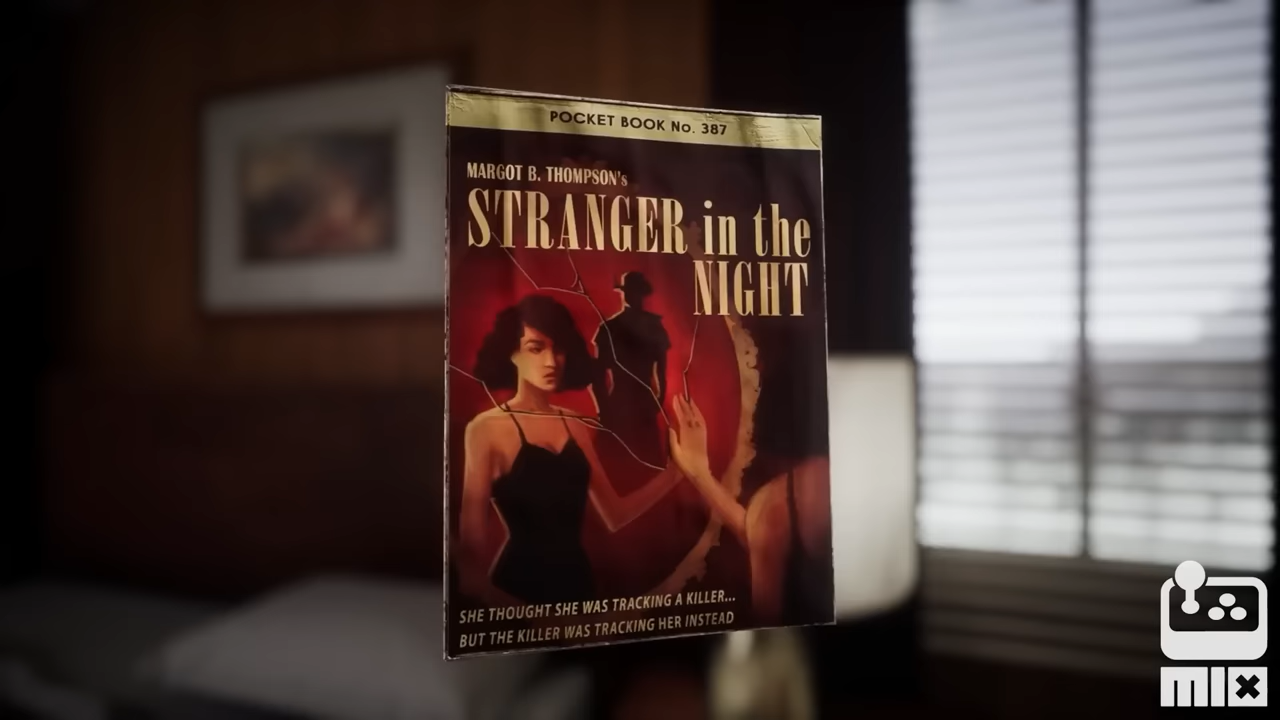 POCKET BOOK No. 387
MARGOT B. THOMPSON's
STRANGER in the
NIGHT
SHE THOUGHT SHE WAS TRACKING A KILLER...
BUT THE KILLER WAS TRACKING HER INSTEAD
MIX